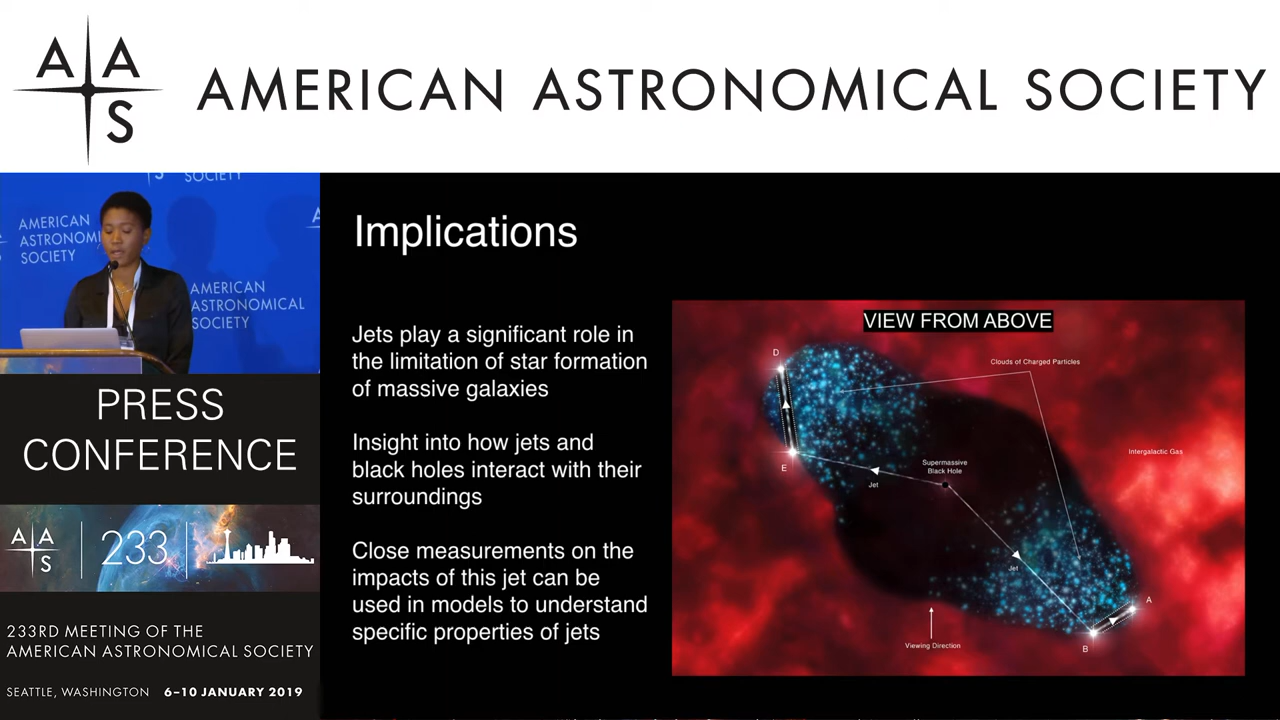 A A
S
AMERICAN ASTRONOMICAL SOCIETY
SOCIETY
AMERICAN
ASTRONOMI
SOCIETY
A
AMERICAN
ASTRONOMICAL
SOCIETY
PRESS
CONFERENCE
A A
S
233
233RD MEETING OF THE
AMERICAN ASTRONOMICAL SOCIETY
SEATTLE, WASHINGTON 6–10 JANUARY 2019
Implications
Jets play a significant role in
the limitation of star formation
of massive galaxies
Insight into how jets and
black holes interact with their
surroundings
Close measurements on the
impacts of this jet can be
used in models to understand
specific properties of jets
VIEW FROM ABOVE
D
Clouds of Charged Particles
E
Supermassive
Black Hole
Jet
Intergalactic Gas
Jet
A
B
Viewing Direction